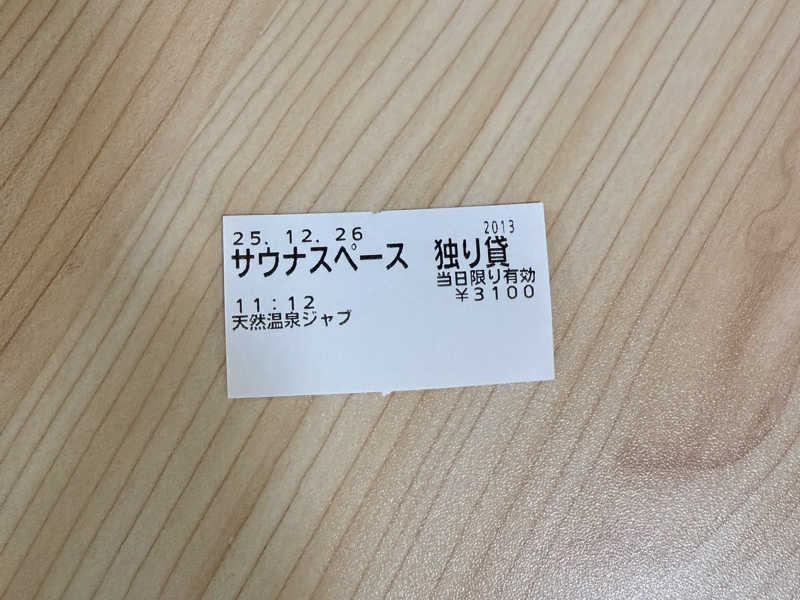 25.12.26
2013
サウナスペース 独り貸
当日限り有効
¥3100
11:12
天然温泉ジャブ